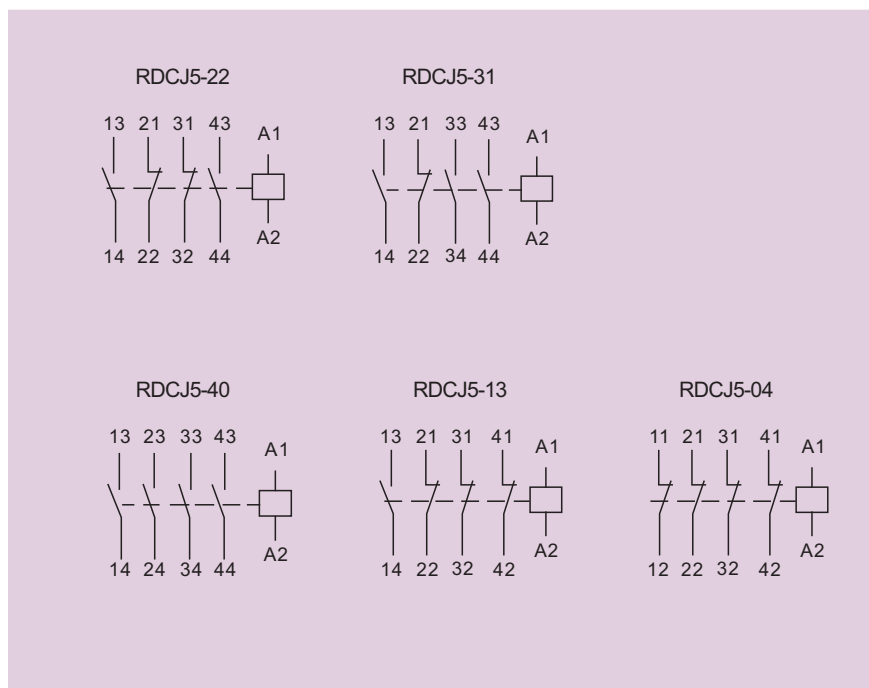 RDCJ5-22
13 21 31 43
A1
A2
14 22 32 44
RDCJ5-31
13 21 33 43
A1
A2
14 22 34 44
RDCJ5-40
13 23 33 43
A1
A2
14 24 34 44
RDCJ5-13
13 21 31 41
A1
A2
14 22 32 42
RDCJ5-04
11 21 31 41
A1
A2
12 22 32 42